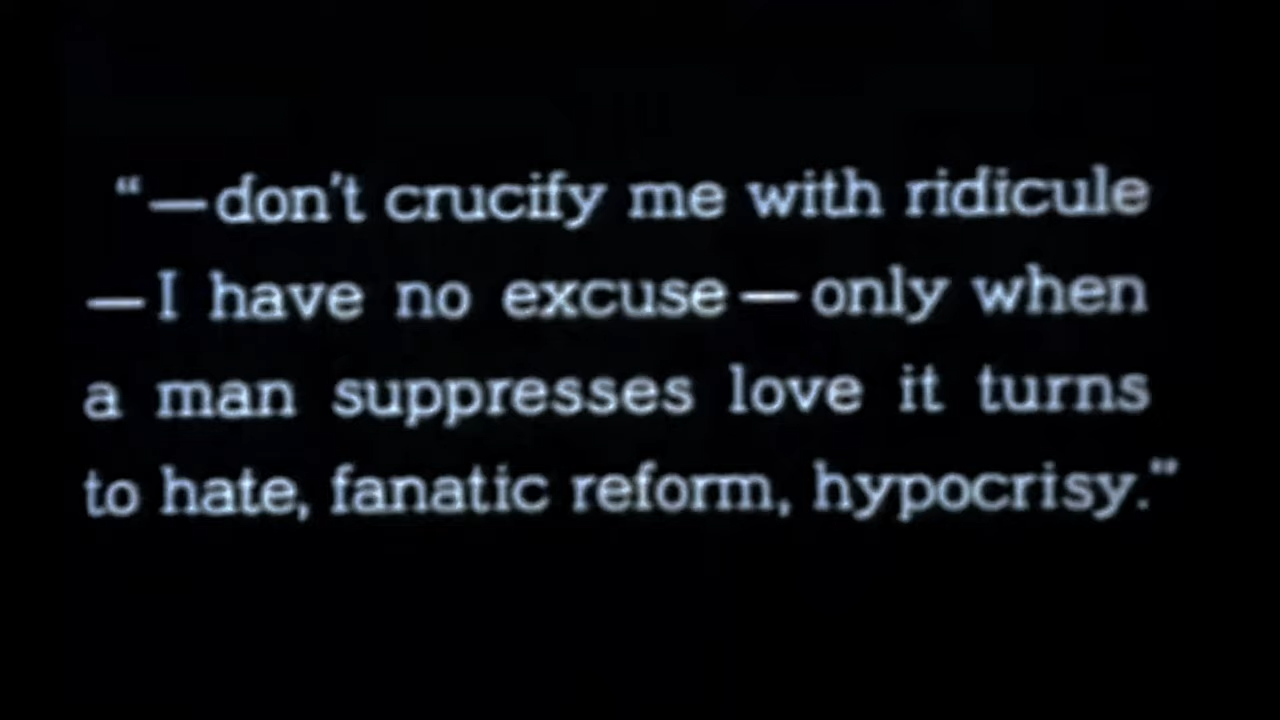 “—don't crucify me with ridicule
—I have no excuse—only when
a man suppresses love it turns
to hate, fanatic reform, hypocrisy.”